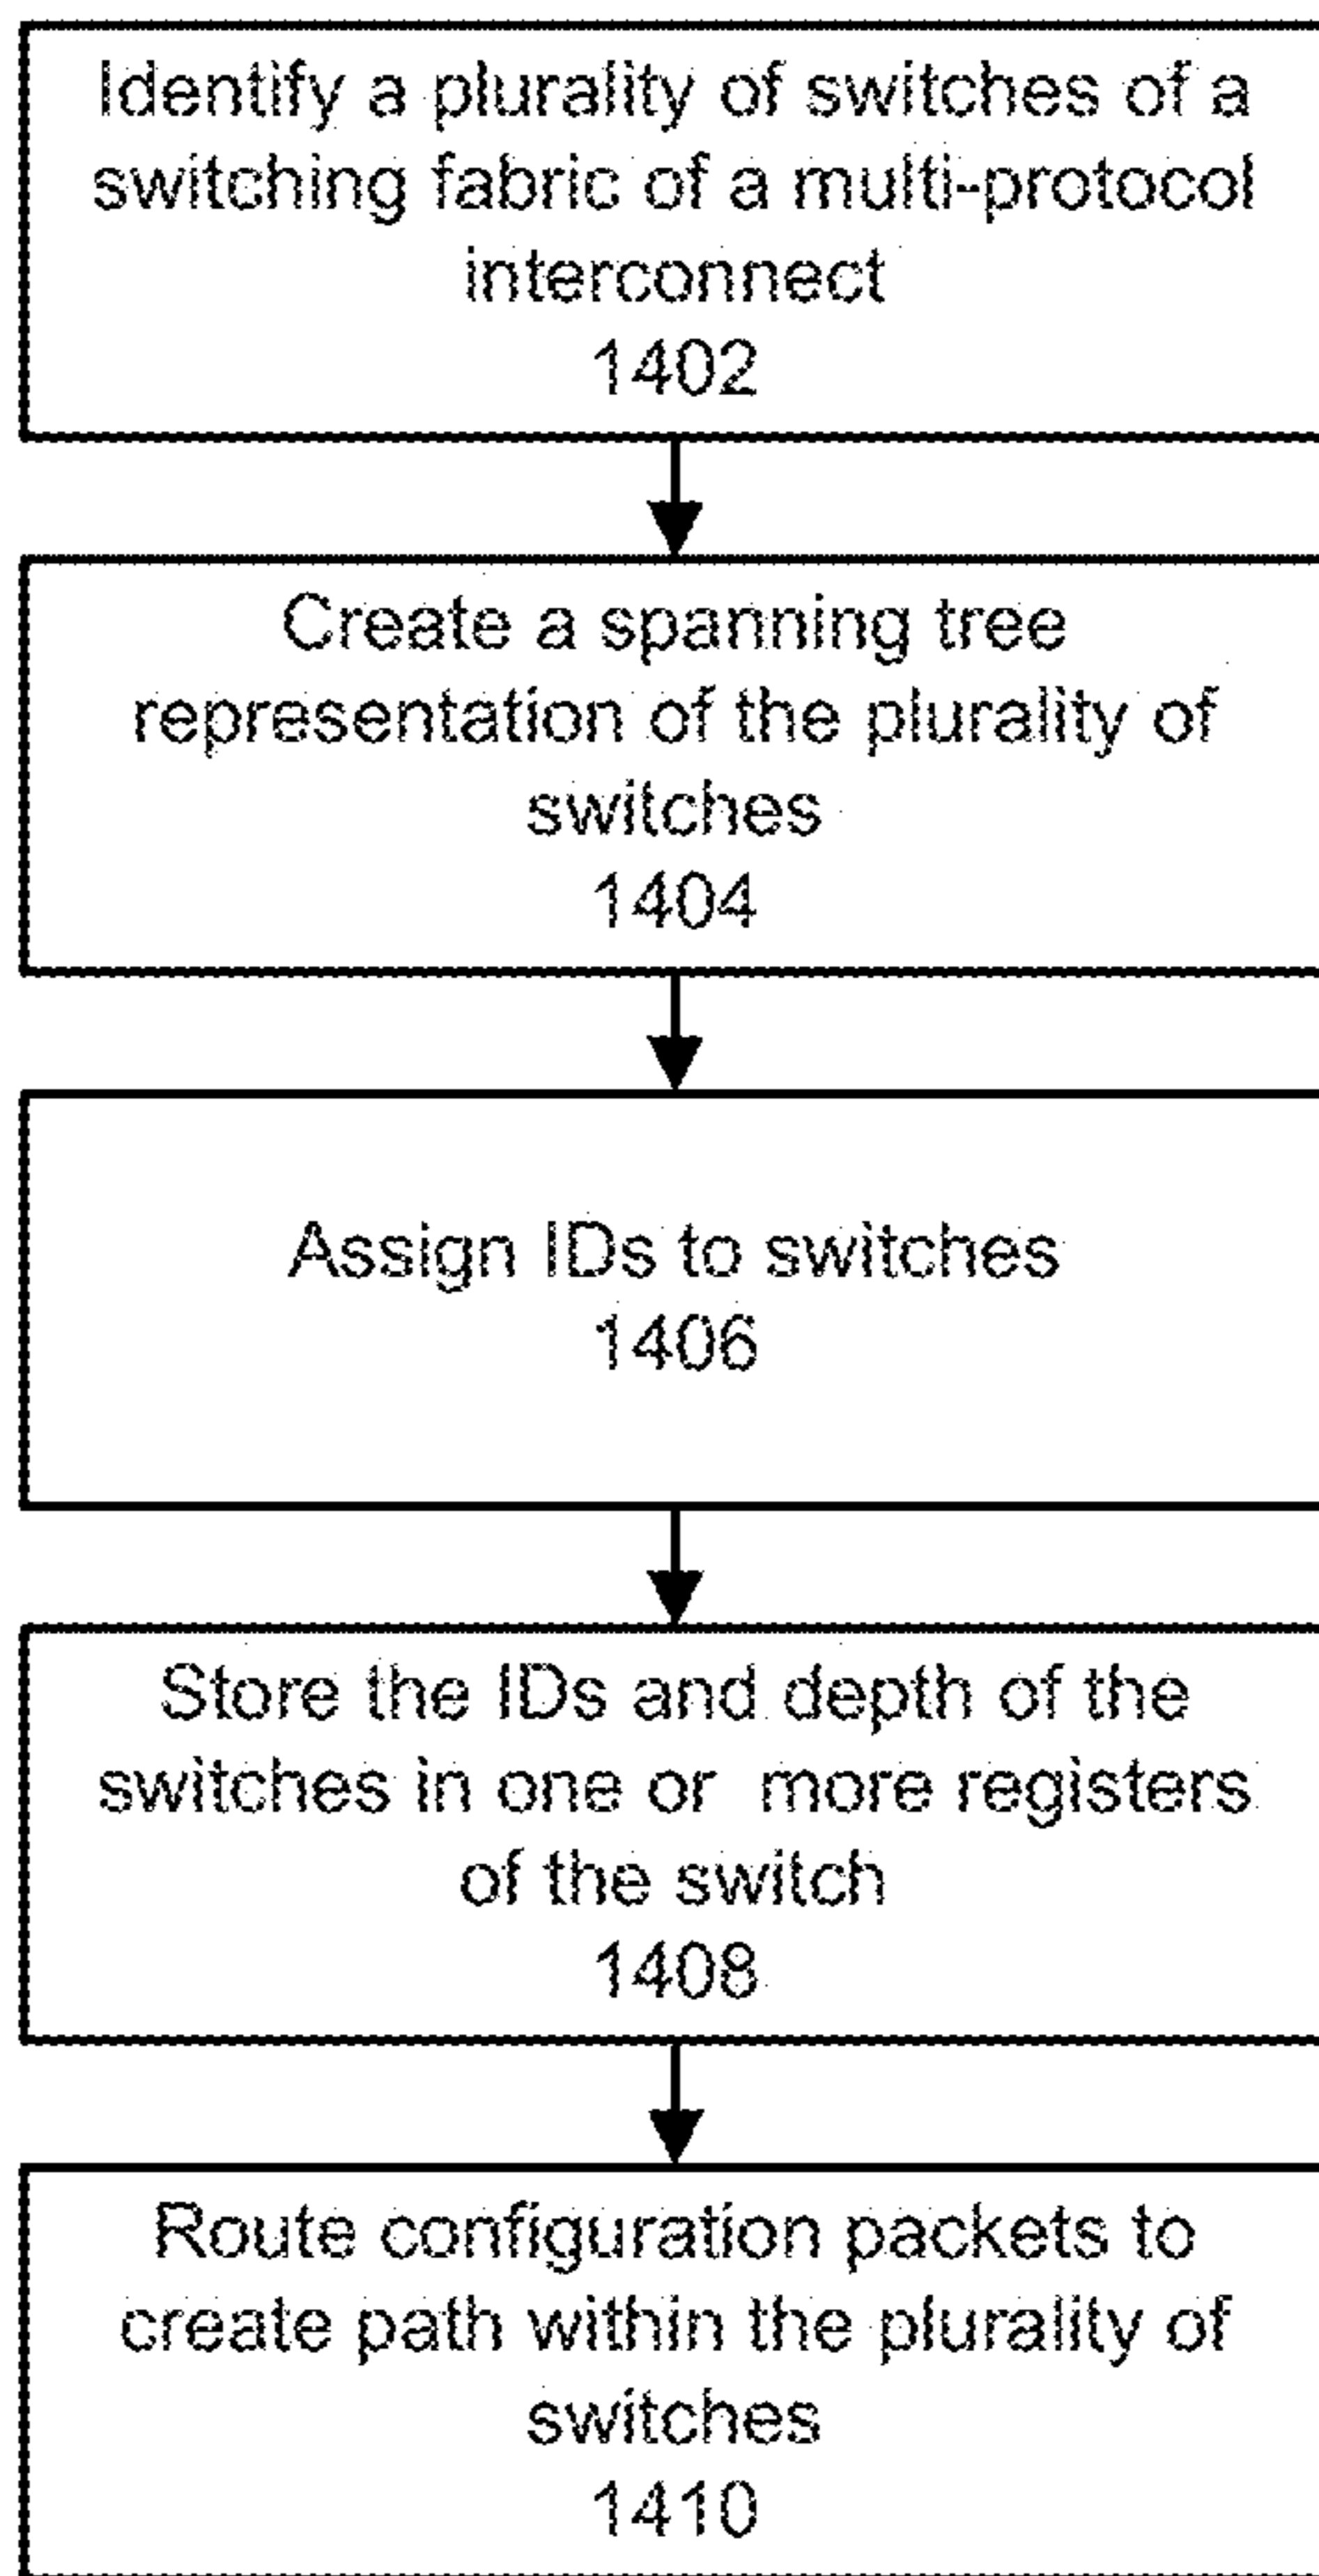 Identify a plurality of switches of a
switching fabric of a multi-protocol
interconnect
1402
Create a spanning tree
representation of the plurality of
switches
1404
Assign IDs to switches
1406
Store the IDs and depth of the
switches in one or more registers
of the switch
1408
Route configuration packets to
create path within the plurality of
switches
1410